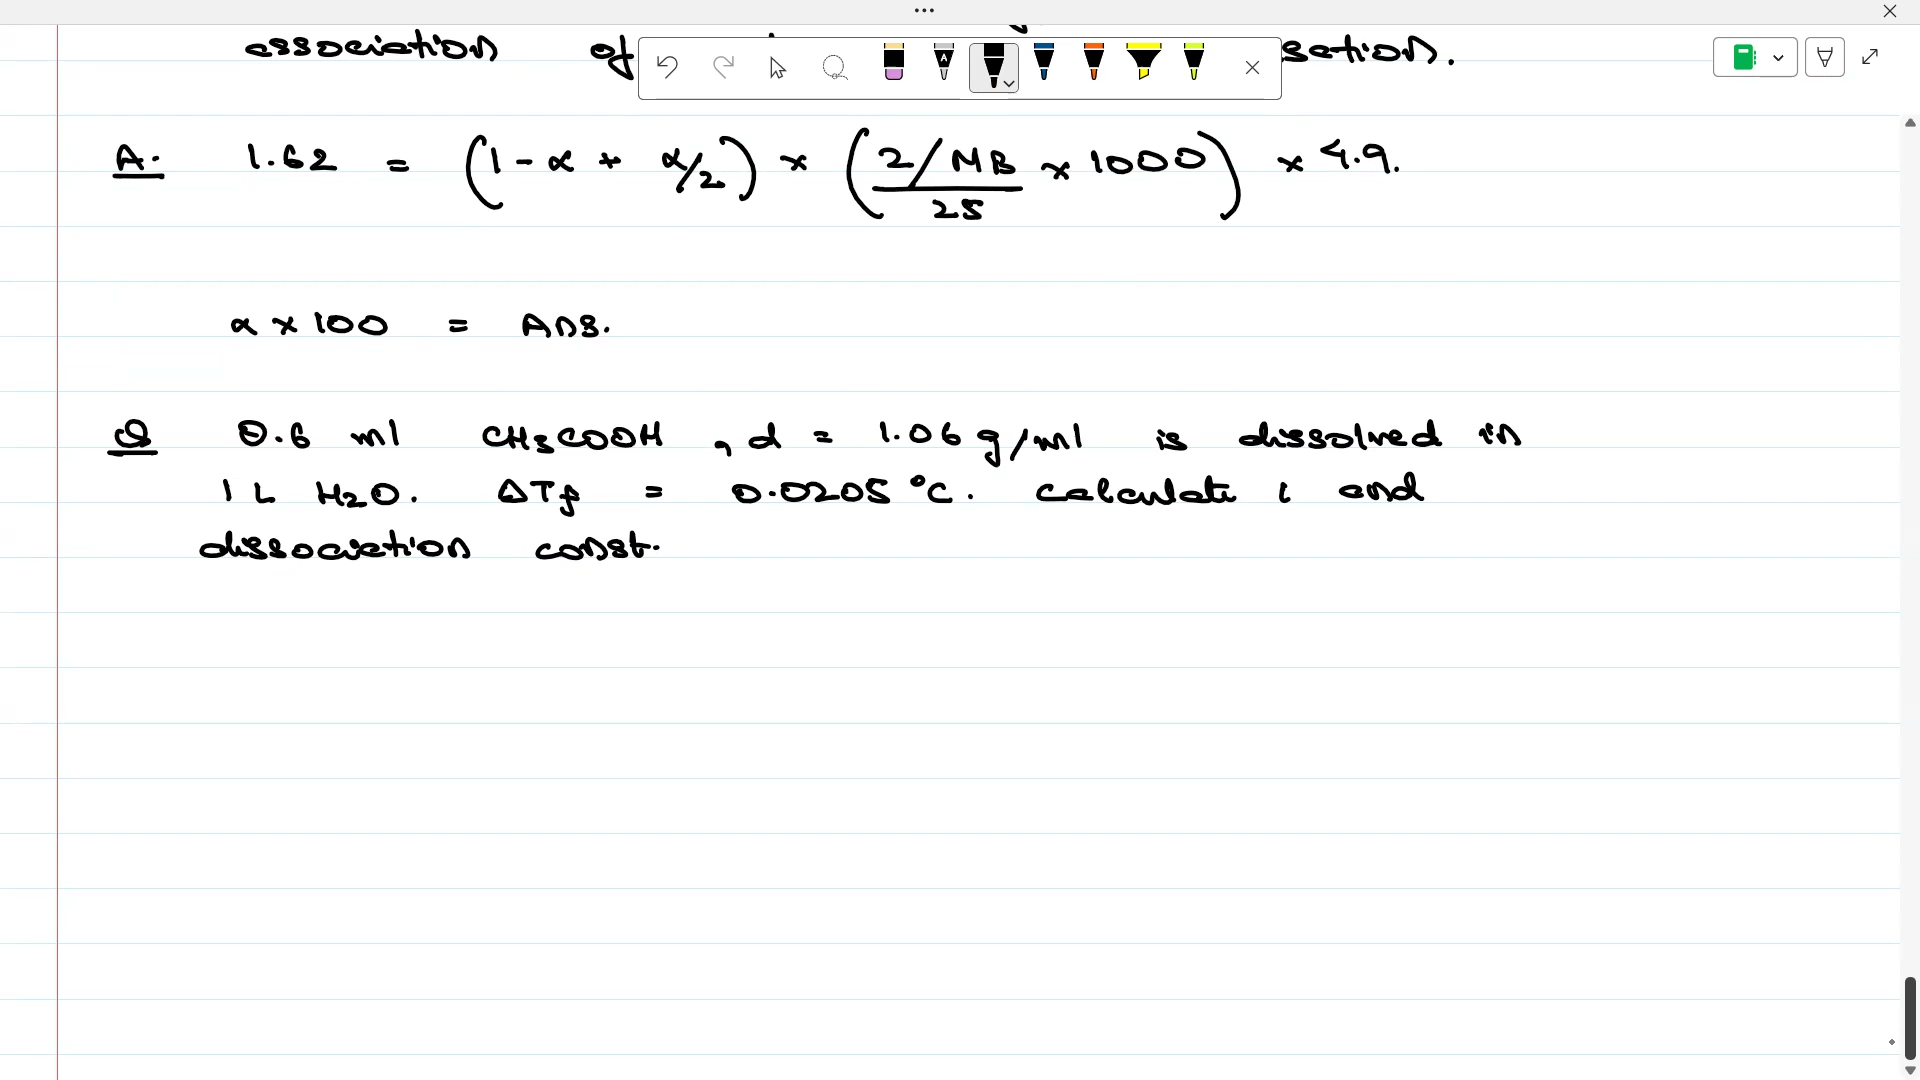 association of sation.
A. 1.62 = (1 - α + α/2) × (2/MB/25 × 1000) × 4.9.
α × 100 = Ans.
Q 0.6 ml CH3COOH, d = 1.06 g/ml is dissolved in
1 L H2O. ΔTf = 0.0205 °C. Calculate i and
dissociation const.